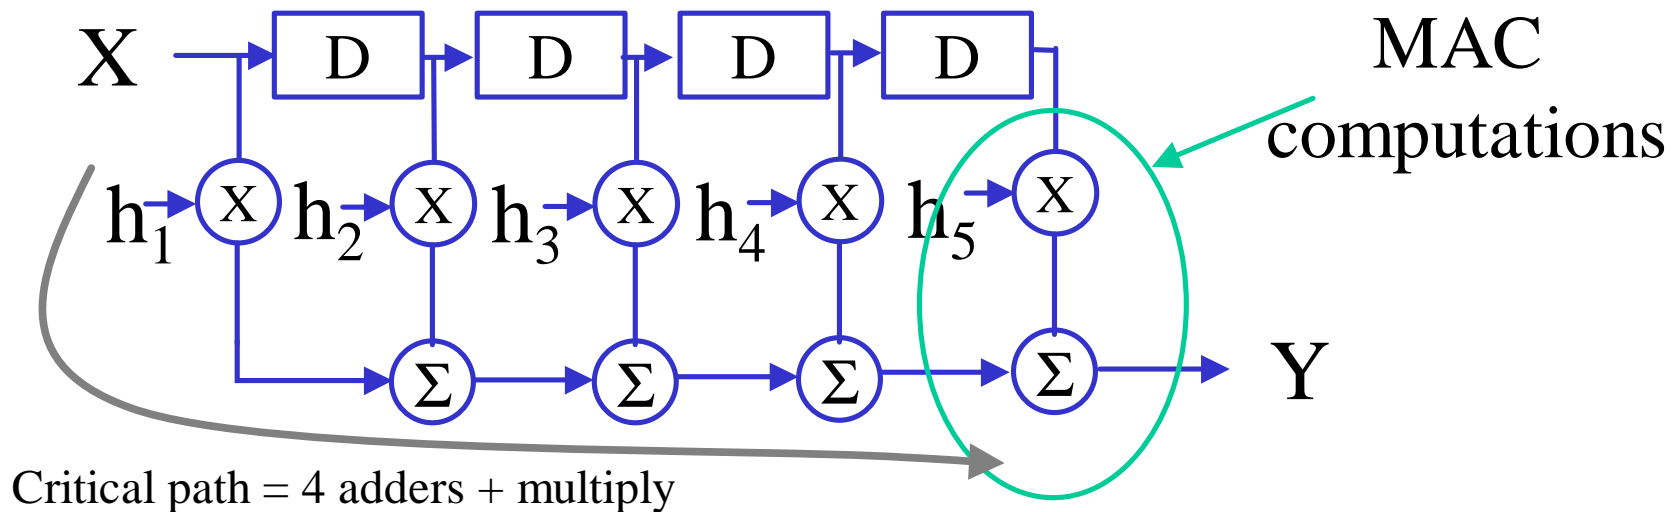 X D D D D MAC
computations
h1 X h2 X h3 X h4 X h5 X
Σ Σ Σ Σ Y
Critical path = 4 adders + multiply